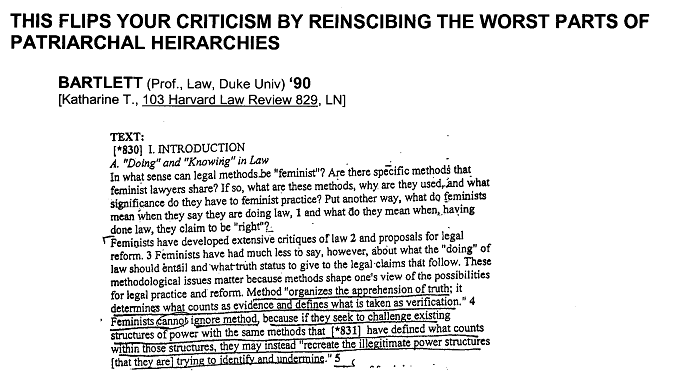 THIS FLIPS YOUR CRITICISM BY REINSCIBING THE WORST PARTS OF
PATRIARCHAL HEIRARCHIES
BARTLETT (Prof., Law, Duke Univ) '90
[Katharine T., 103 Harvard Law Review 829, LN]
TEXT:
[*830] I. INTRODUCTION
A. "Doing" and "Knowing" in Law
In what sense can legal methods be "feminist"? Are there specific methods that
feminist lawyers share? If so, what are these methods, why are they used, and what
significance do they have to feminist practice? Put another way, what do feminists
mean when they say they are doing law, 1 and what do they mean when, having
done law, they claim to be "right"?
Feminists have developed extensive critiques of law 2 and proposals for legal
reform. 3 Feminists have had much less to say, however, about what the "doing" of
law should entail and what truth status to give to the legal claims that follow. These
methodological issues matter because methods shape one's view of the possibilities
for legal practice and reform. Method "organizes the apprehension of truth; it
determines what counts as evidence and defines what is taken as verification." 4
Feminists cannot ignore method, because if they seek to challenge existing
structures of power with the same methods that [*831] have defined what counts
within those structures, they may instead "recreate the illegitimate power structures
[that they are] trying to identify and undermine." 5